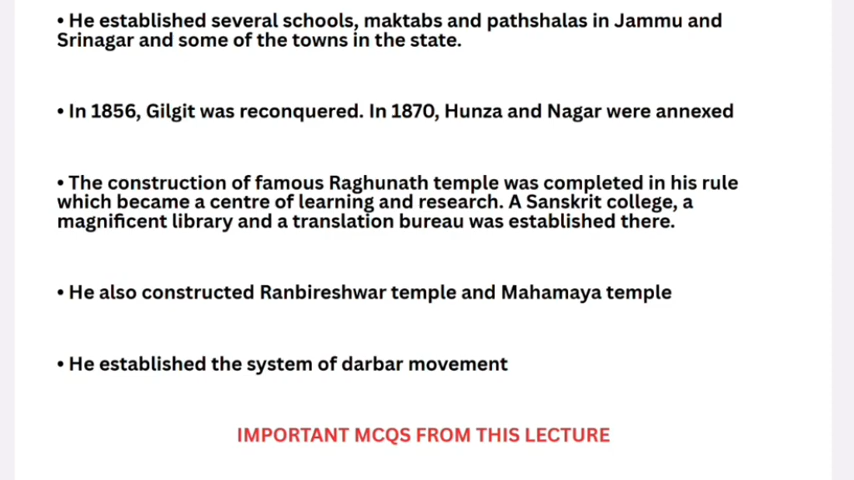 • He established several schools, maktabs and pathshalas in Jammu and
Srinagar and some of the towns in the state.
• In 1856, Gilgit was reconquered. In 1870, Hunza and Nagar were annexed
• The construction of famous Raghunath temple was completed in his rule
which became a centre of learning and research. A Sanskrit college, a
magnificent library and a translation bureau was established there.
• He also constructed Ranbireshwar temple and Mahamaya temple
• He established the system of darbar movement
IMPORTANT MCQS FROM THIS LECTURE